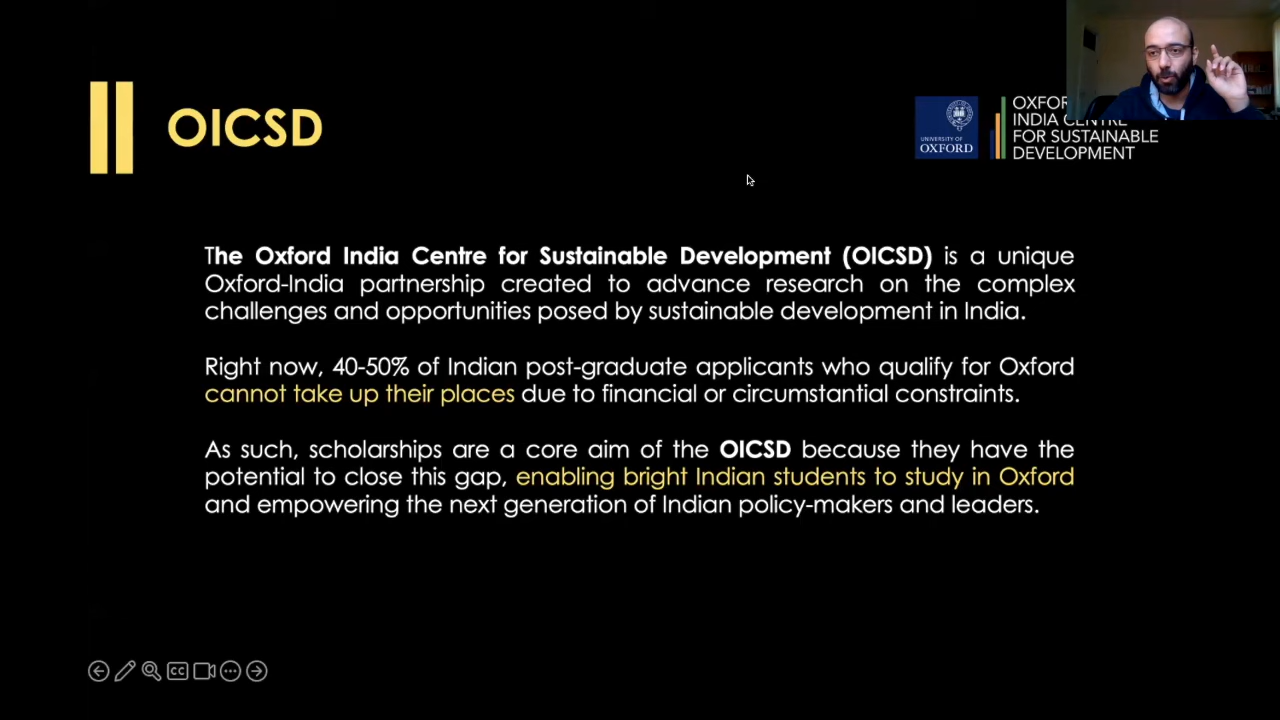 OICSD
UNIVERSITY OF
OXFORD
INDIA CENTRE
FOR SUSTAINABLE
DEVELOPMENT
The Oxford India Centre for Sustainable Development (OICSD) is a unique
Oxford-India partnership created to advance research on the complex
challenges and opportunities posed by sustainable development in India.
Right now, 40-50% of Indian post-graduate applicants who qualify for Oxford
cannot take up their places due to financial or circumstantial constraints.
As such, scholarships are a core aim of the OICSD because they have the
potential to close this gap, enabling bright Indian students to study in Oxford
and empowering the next generation of Indian policy-makers and leaders.
CC